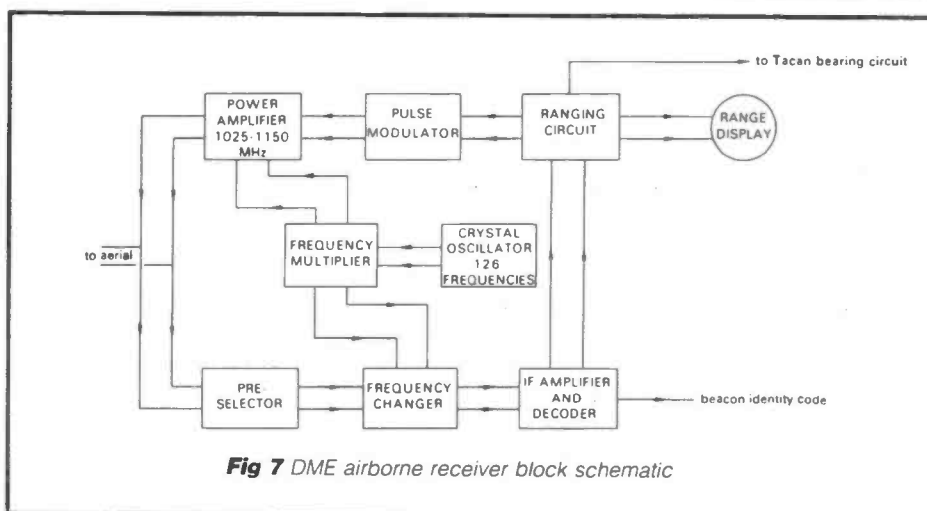 to Tacan bearing circuit
POWER
AMPLIFIER
1025-1150
MHz
PULSE
MODULATOR
RANGING
CIRCUIT
RANGE
DISPLAY
to aerial
FREQUENCY
MULTIPLIER
CRYSTAL
OSCILLATOR
126
FREQUENCIES
PRE-
SELECTOR
FREQUENCY
CHANGER
IF AMPLIFIER
AND
DECODER
beacon identity code
Fig 7 DME airborne receiver block schematic